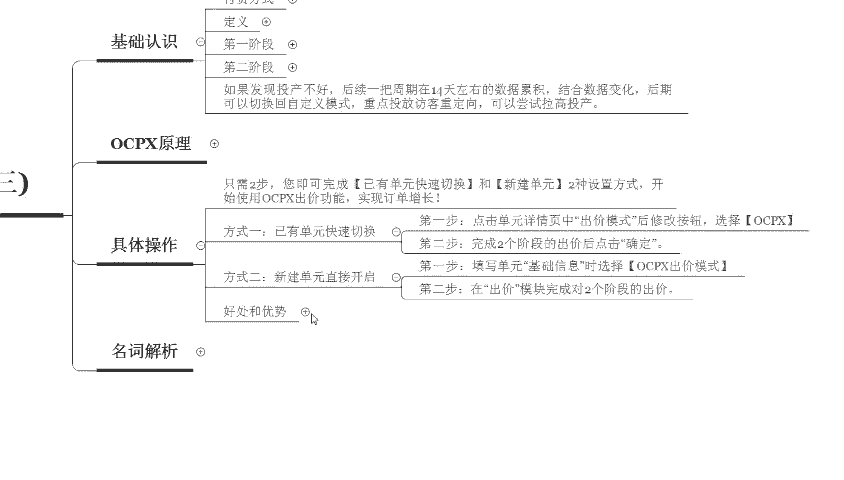 付费方式
定义
基础认识
第一阶段
第二阶段
如果发现投产不好，后续一把周期在14天左右的数据累积，结合数据变化，后期
可以切换回自定义模式，重点投放访客重定向，可以尝试拉高投产。
OCPX原理
三)
只需2步，您即可完成【已有单元快速切换】和【新建单元】2种设置方式，开
始使用OCPX出价功能，实现订单增长！
具体操作
方式一：已有单元快速切换
第一步：点击单元详情页中“出价模式”后修改按钮，选择【OCPX】
第二步：完成2个阶段的出价后点击“确定”。
方式二：新建单元直接开启
第一步：填写单元“基础信息”时选择【OCPX出价模式】
第二步：在“出价”模块完成对2个阶段的出价。
好处和优势
名词解析